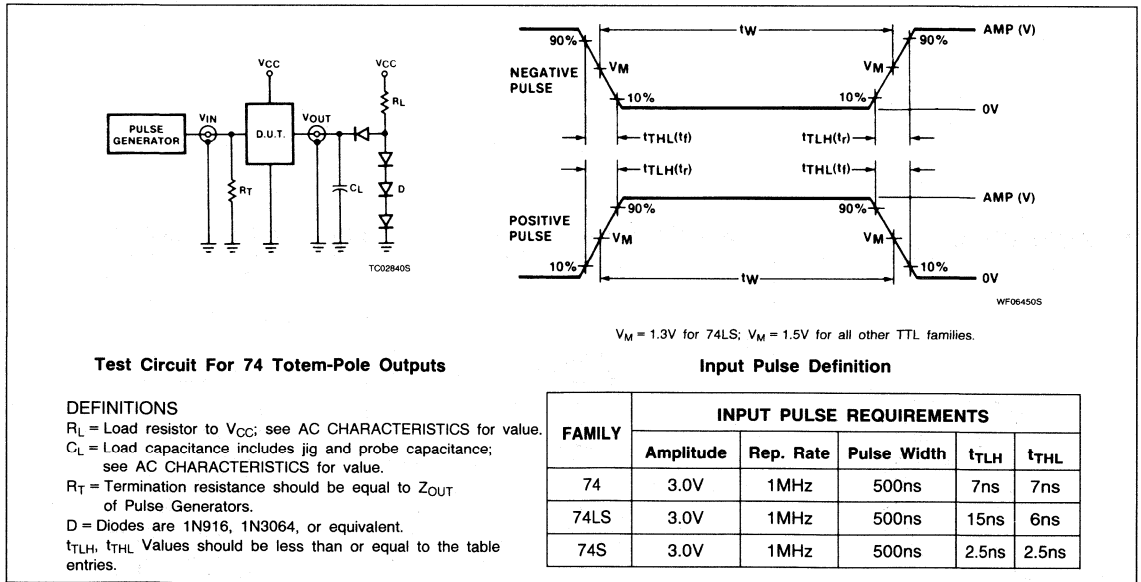 PULSE GENERATOR
VIN
RT
VCC
D.U.T.
VOUT
CL
VCC
RL
D
TC02840S
tW
AMP (V)
90%
90%
NEGATIVE PULSE
VM
VM
10%
10%
0V
tTHL(tf)
tTLH(tr)
tTLH(tr)
tTHL(tf)
AMP (V)
90%
90%
POSITIVE PULSE
VM
VM
10%
10%
tW
0V
WF06450S
VM = 1.3V for 74LS; VM = 1.5V for all other TTL families.
Test Circuit For 74 Totem-Pole Outputs
Input Pulse Definition
DEFINITIONS
RL = Load resistor to VCC; see AC CHARACTERISTICS for value.
CL = Load capacitance includes jig and probe capacitance;
see AC CHARACTERISTICS for value.
RT = Termination resistance should be equal to ZOUT
of Pulse Generators.
D = Diodes are 1N916, 1N3064, or equivalent.
tTLH, tTHL Values should be less than or equal to the table
entries.
FAMILY INPUT PULSE REQUIREMENTS
Amplitude Rep. Rate Pulse Width tTLH tTHL
74 3.0V 1MHz 500ns 7ns 7ns
74LS 3.0V 1MHz 500ns 15ns 6ns
74S 3.0V 1MHz 500ns 2.5ns 2.5ns